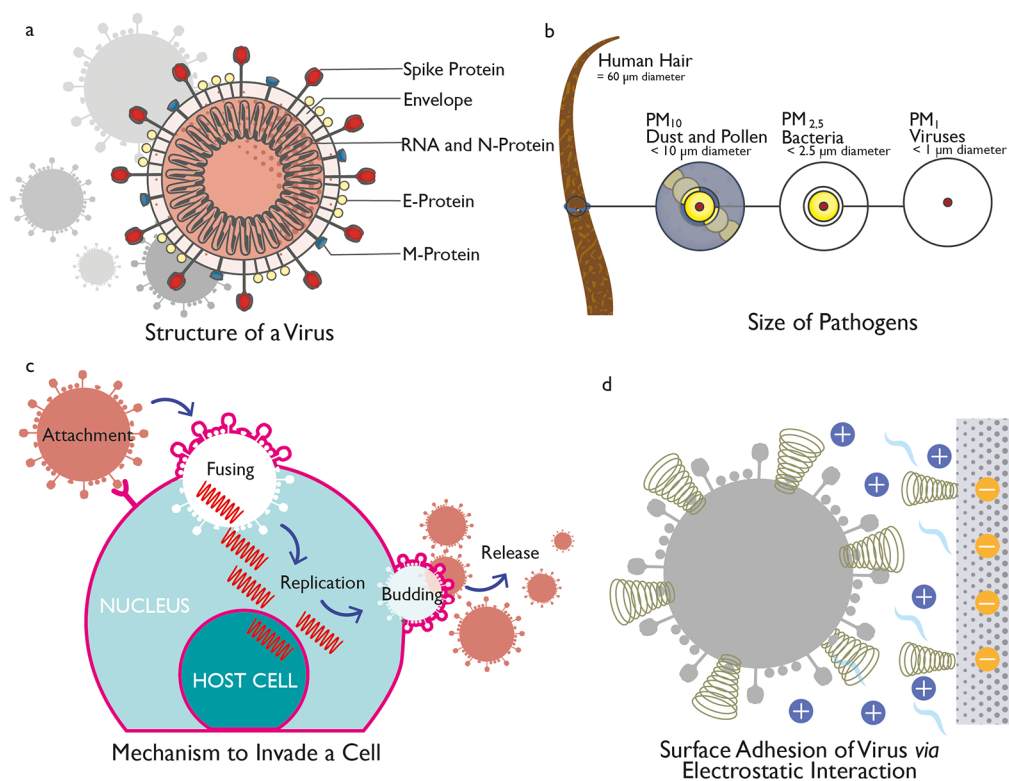 a
Spike Protein
Envelope
RNA and N-Protein
E-Protein
M-Protein
Structure of a Virus
b
Human Hair
= 60 µm diameter
PM10
Dust and Pollen
< 10 µm diameter
PM 2,5
Bacteria
< 2.5 µm diameter
PM1
Viruses
< 1 µm diameter
Size of Pathogens
c
Attachment
Fusing
Replication
Budding
Release
NUCLEUS
HOST CELL
Mechanism to Invade a Cell
d
+
+
+
+
+
+
+
−
−
−
−
Surface Adhesion of Virus via
Electrostatic Interaction